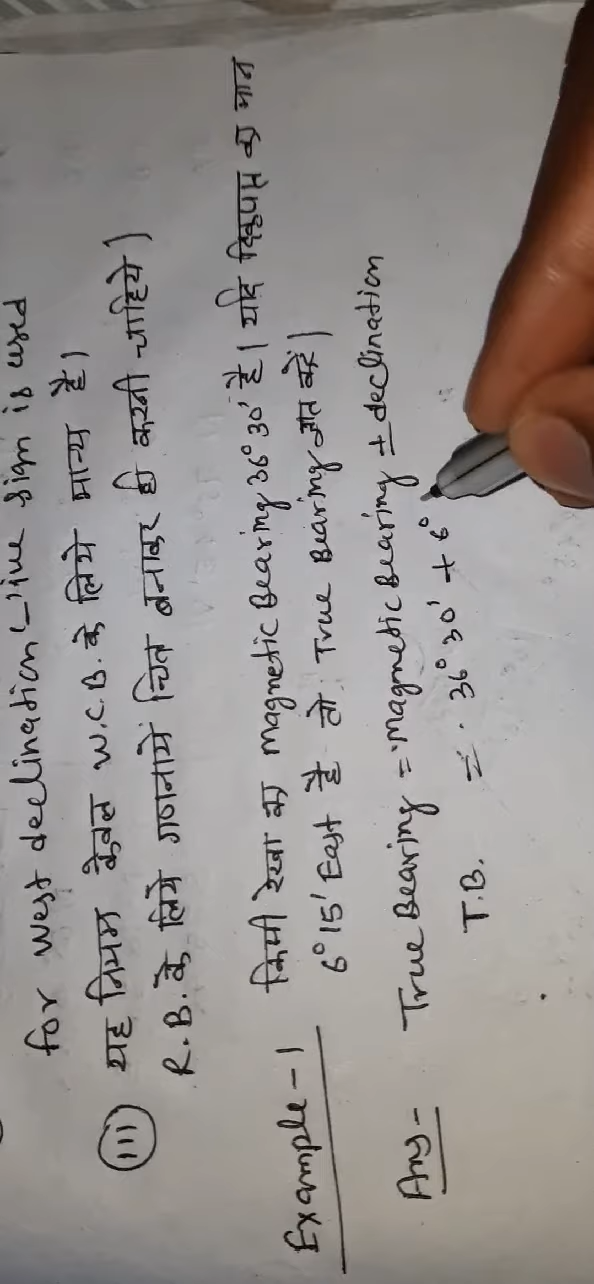 for west declination (-)ive sign is used
(III) यह नियम केवल W.C.B. के लिये मान्य है।
R.B. के लिये गणनायें चित्र बनाकर ही करनी चाहिये।
Example-1 किसी रेखा का Magnetic Bearing 36° 30' है। यदि दिक्पात का मान
6° 15' East है तो True Bearing ज्ञात करें।
Ans- True Bearing = Magnetic Bearing ± declination
T.B. = 36° 30' + 6°